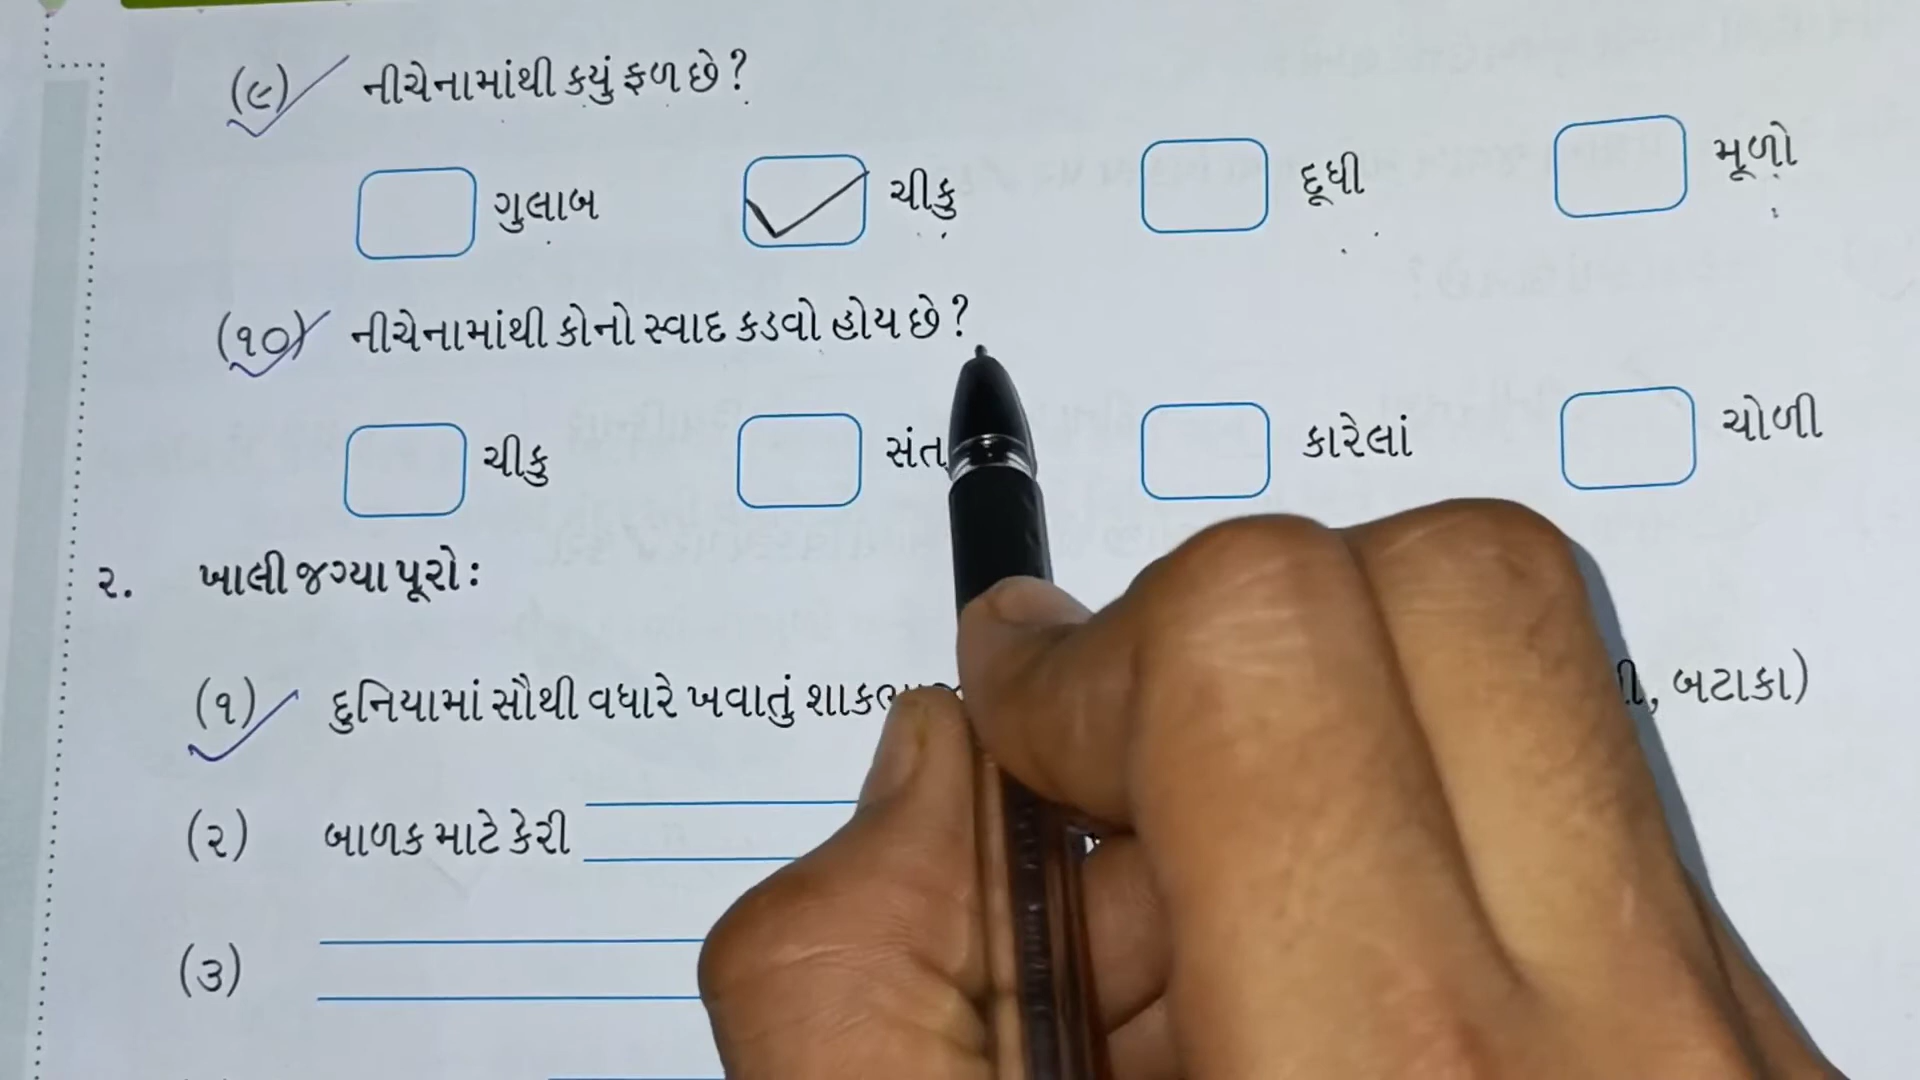 (૯) નીચેનામાંથી કયું ફળ છે?
ગુલાબ ચીકુ દૂધી મૂળો
(૧૦) નીચેનામાંથી કોનો સ્વાદ કડવો હોય છે?
ચીકુ કારેલાં ચોળી
૨. ખાલી જગ્યા પૂરો :
(૧) દુનિયામાં સૌથી વધારે ખવાતું , બટાકા)
(૨) બાળક માટે કેરી
(૩)